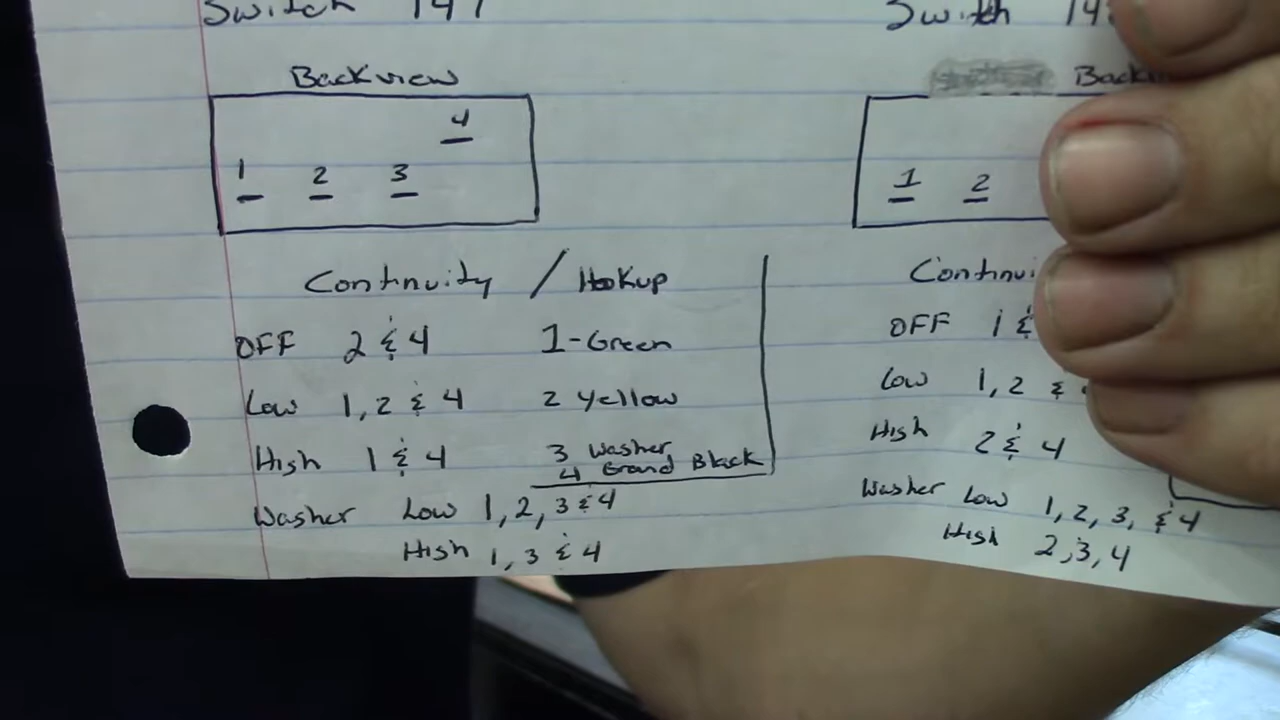 Switch 147
Backview
4
1 2 3
Continuity / Hookup
OFF 2 & 4 1-Green
Low 1, 2 & 4 2 Yellow
High 1 & 4 3 Washer
4 Grand Black
Washer Low 1, 2, 3 & 4
High 1, 3 & 4
Switch
1 2
OFF 1 &
Low 1, 2 &
High 2 & 4
Washer Low 1, 2, 3, & 4
High 2, 3, 4